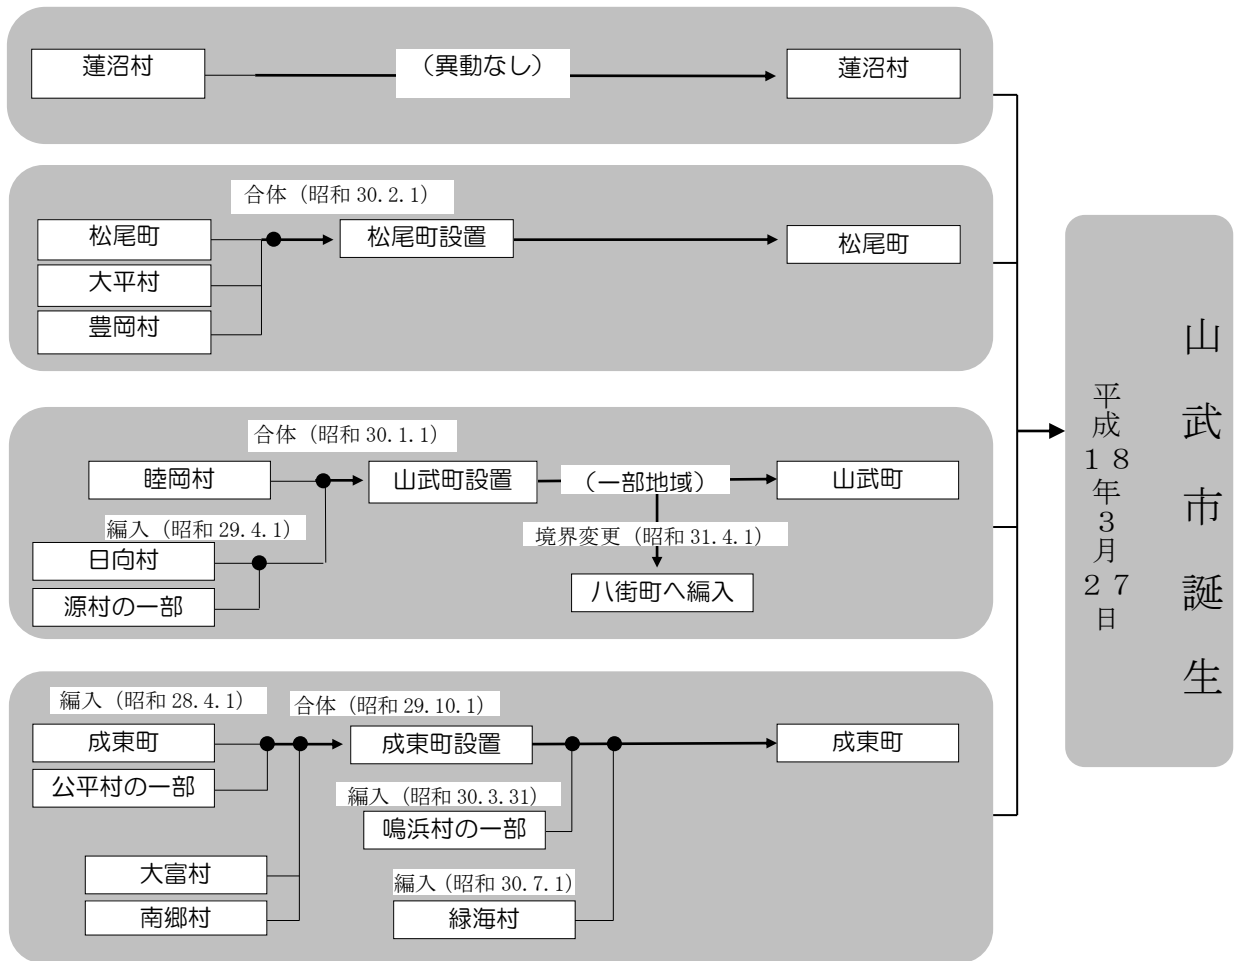 蓮沼村
（異動なし）
蓮沼村
合体（昭和 30.2.1）
松尾町
松尾町設置
松尾町
大平村
豊岡村
合体（昭和 30.1.1）
睦岡村
山武町設置
（一部地域）
山武町
編入（昭和 29.4.1）
境界変更（昭和 31.4.1）
日向村
八街町へ編入
源村の一部
編入（昭和 28.4.1）
合体（昭和 29.10.1）
成東町
成東町設置
成東町
公平村の一部
編入（昭和 30.3.31）
鳴浜村の一部
大富村
編入（昭和 30.7.1）
南郷村
緑海村
山武市誕生
平成１８年３月２７日